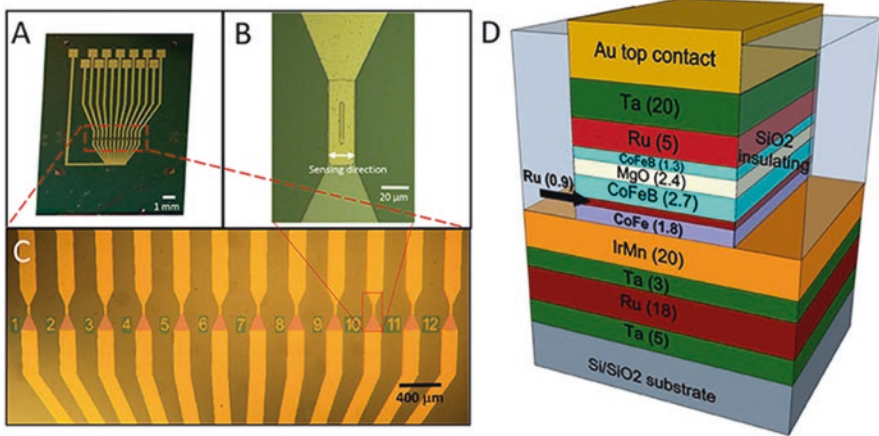 A
1 mm
B
Sensing direction
20 µm
C
1 2 3 4 5 6 7 8 9 10 11 12
400 µm
D
Au top contact
Ta (20)
Ru (5)
CoFeB (1.3)
MgO (2.4)
CoFeB (2.7)
Ru (0.9)
CoFe (1.8)
SiO2
insulating
IrMn (20)
Ta (3)
Ru (18)
Ta (5)
Si/SiO2 substrate